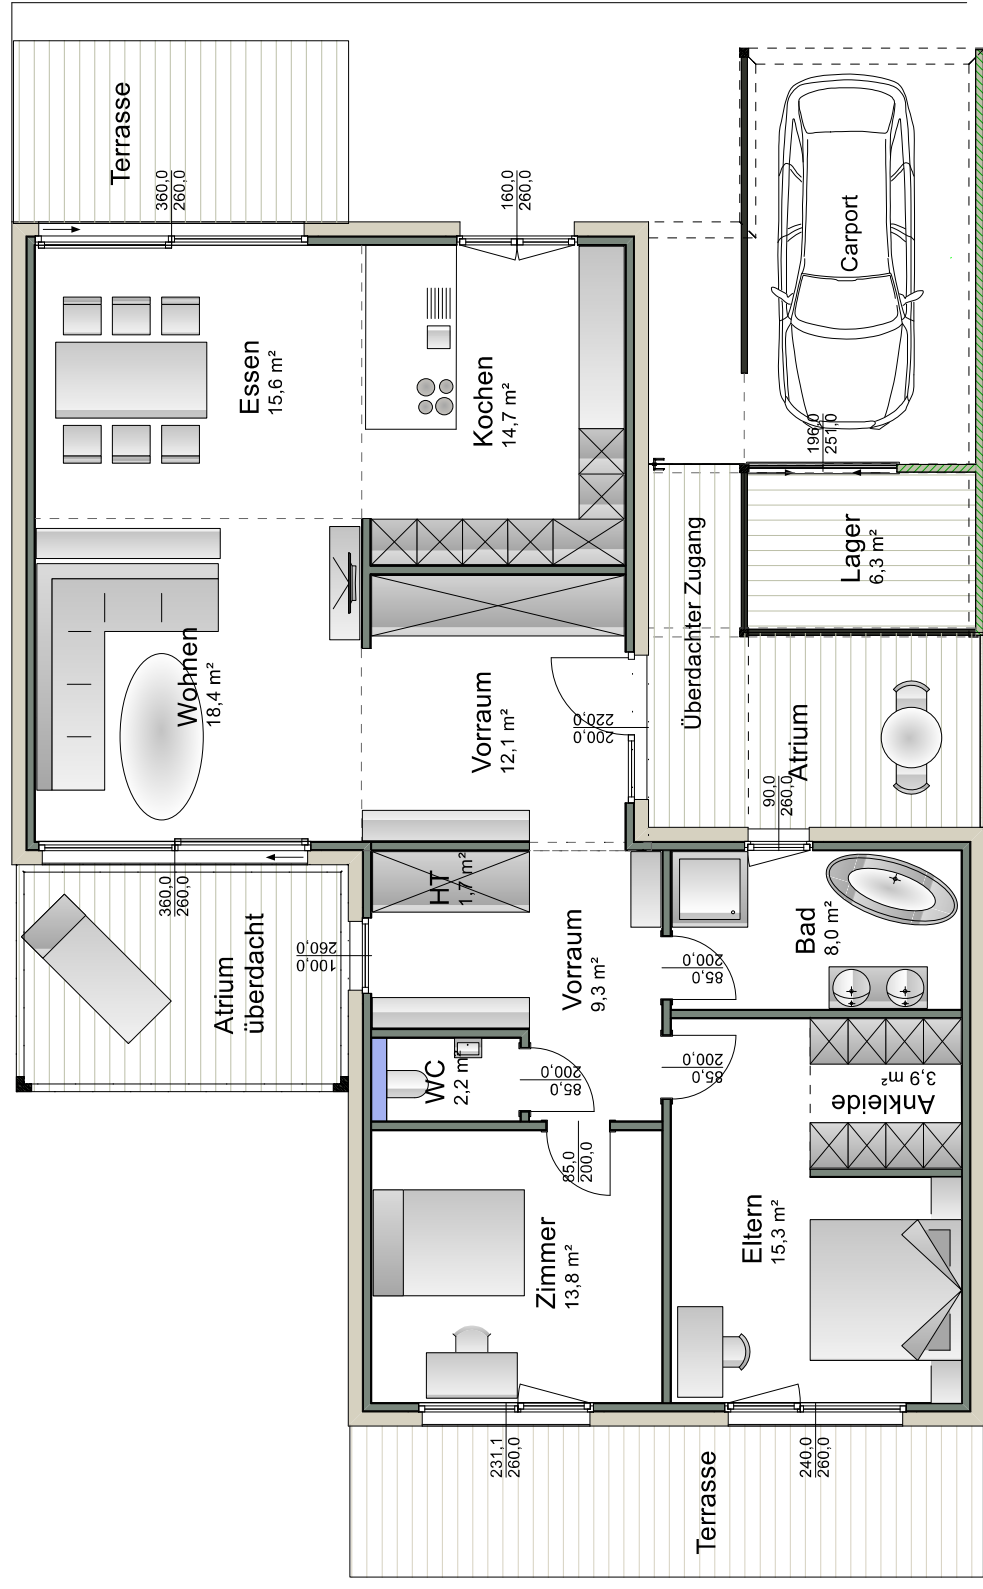 Terrasse
360,0
260,0
160,0
260,0
Carport
Essen
15,6 m²
Kochen
14,7 m²
196,0
251,0
Lager
6,3 m²
Überdachter Zugang
Wohnen
18,4 m²
Vorraum
12,1 m²
200,0
220,0
Atrium
90,0
260,0
360,0
260,0
HT
1,7 m²
Atrium
überdacht
100,0
260,0
Vorraum
9,3 m²
85,0
200,0
Bad
8,0 m²
WC
2,2 m²
85,0
200,0
85,0
200,0
Ankleide
3,9 m²
85,0
200,0
Zimmer
13,8 m²
Eltern
15,3 m²
231,1
260,0
240,0
260,0
Terrasse